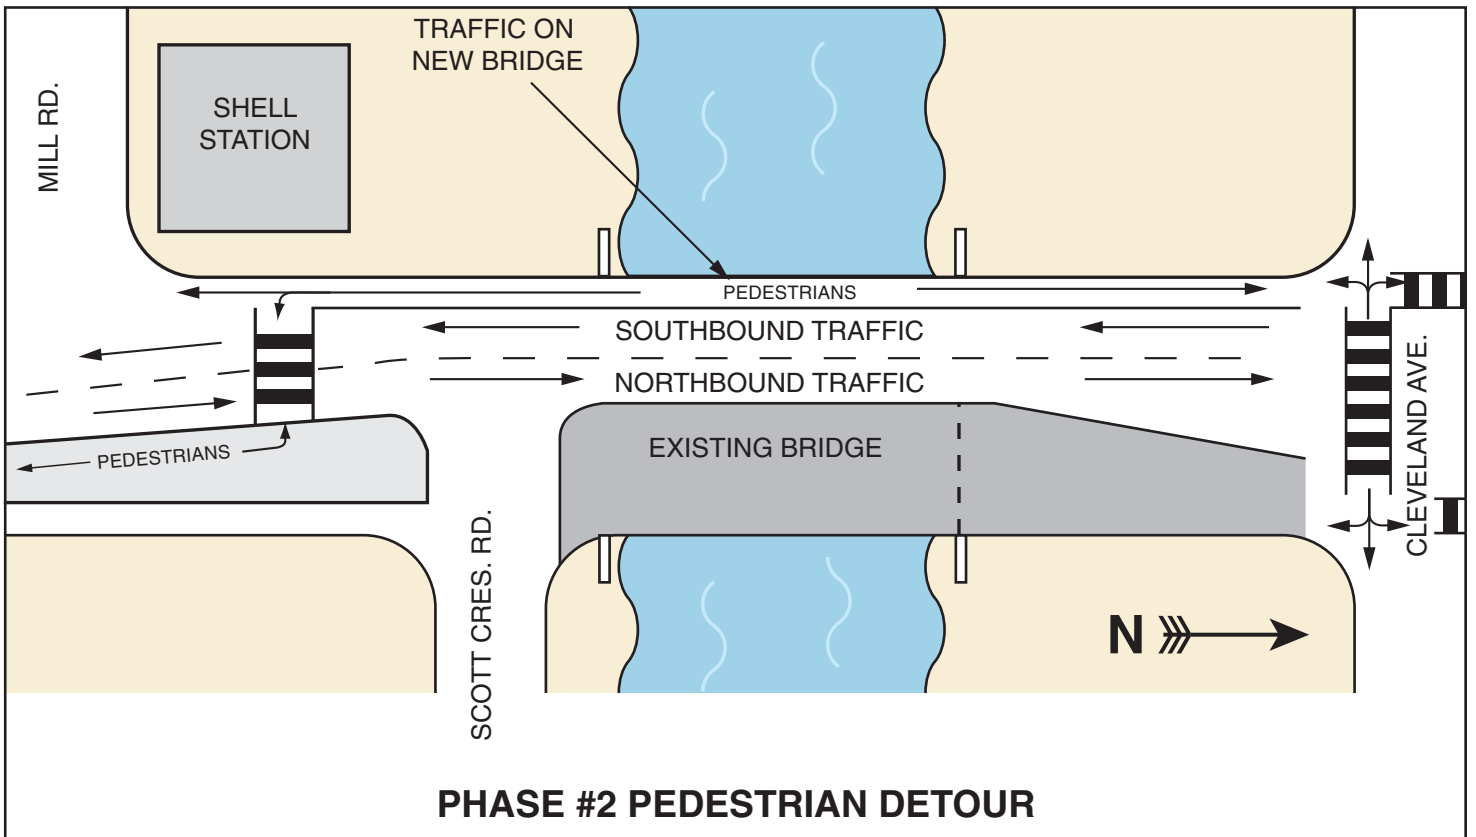 TRAFFIC ON
NEW BRIDGE
MILL RD.
SHELL
STATION
PEDESTRIANS
SOUTHBOUND TRAFFIC
NORTHBOUND TRAFFIC
EXISTING BRIDGE
PEDESTRIANS
CLEVELAND AVE.
SCOTT CRES. RD.
N
PHASE #2 PEDESTRIAN DETOUR